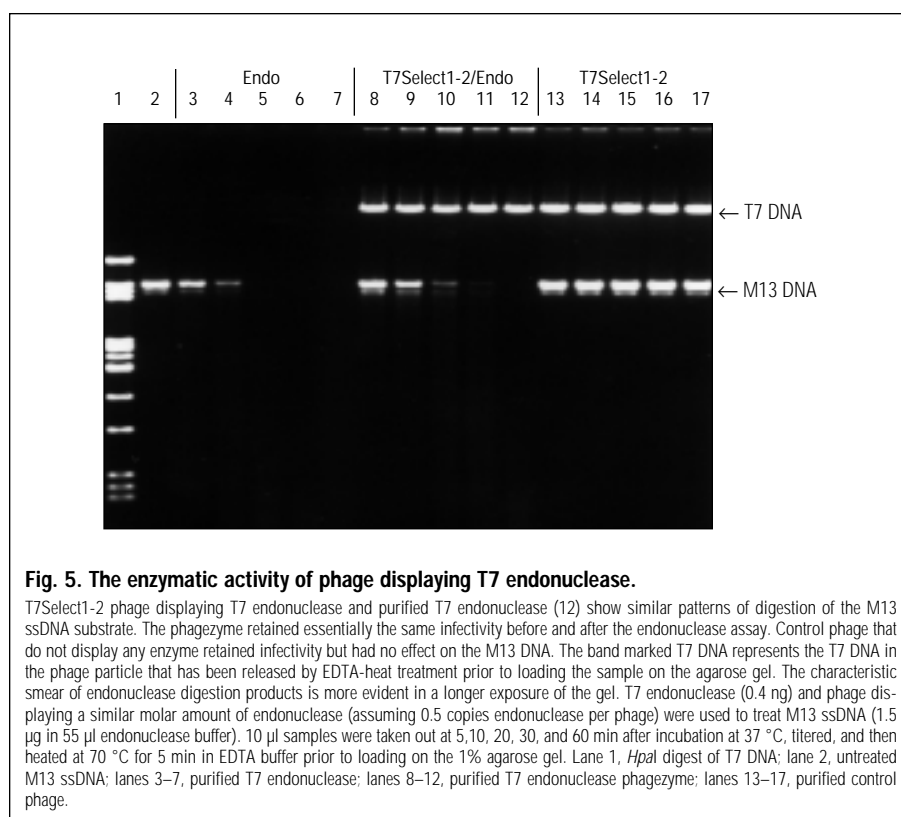 Endo T7Select1-2/Endo T7Select1-2
1 2 3 4 5 6 7 8 9 10 11 12 13 14 15 16 17
← T7 DNA
← M13 DNA
Fig. 5. The enzymatic activity of phage displaying T7 endonuclease.
T7Select1-2 phage displaying T7 endonuclease and purified T7 endonuclease (12) show similar patterns of digestion of the M13
ssDNA substrate. The phagezyme retained essentially the same infectivity before and after the endonuclease assay. Control phage that
do not display any enzyme retained infectivity but had no effect on the M13 DNA. The band marked T7 DNA represents the T7 DNA in
the phage particle that has been released by EDTA-heat treatment prior to loading the sample on the agarose gel. The characteristic
smear of endonuclease digestion products is more evident in a longer exposure of the gel. T7 endonuclease (0.4 ng) and phage dis-
playing a similar molar amount of endonuclease (assuming 0.5 copies endonuclease per phage) were used to treat M13 ssDNA (1.5
µg in 55 µl endonuclease buffer). 10 µl samples were taken out at 5,10, 20, 30, and 60 min after incubation at 37 °C, titered, and then
heated at 70 °C for 5 min in EDTA buffer prior to loading on the 1% agarose gel. Lane 1, HpaI digest of T7 DNA; lane 2, untreated
M13 ssDNA; lanes 3–7, purified T7 endonuclease; lanes 8–12, purified T7 endonuclease phagezyme; lanes 13–17, purified control
phage.